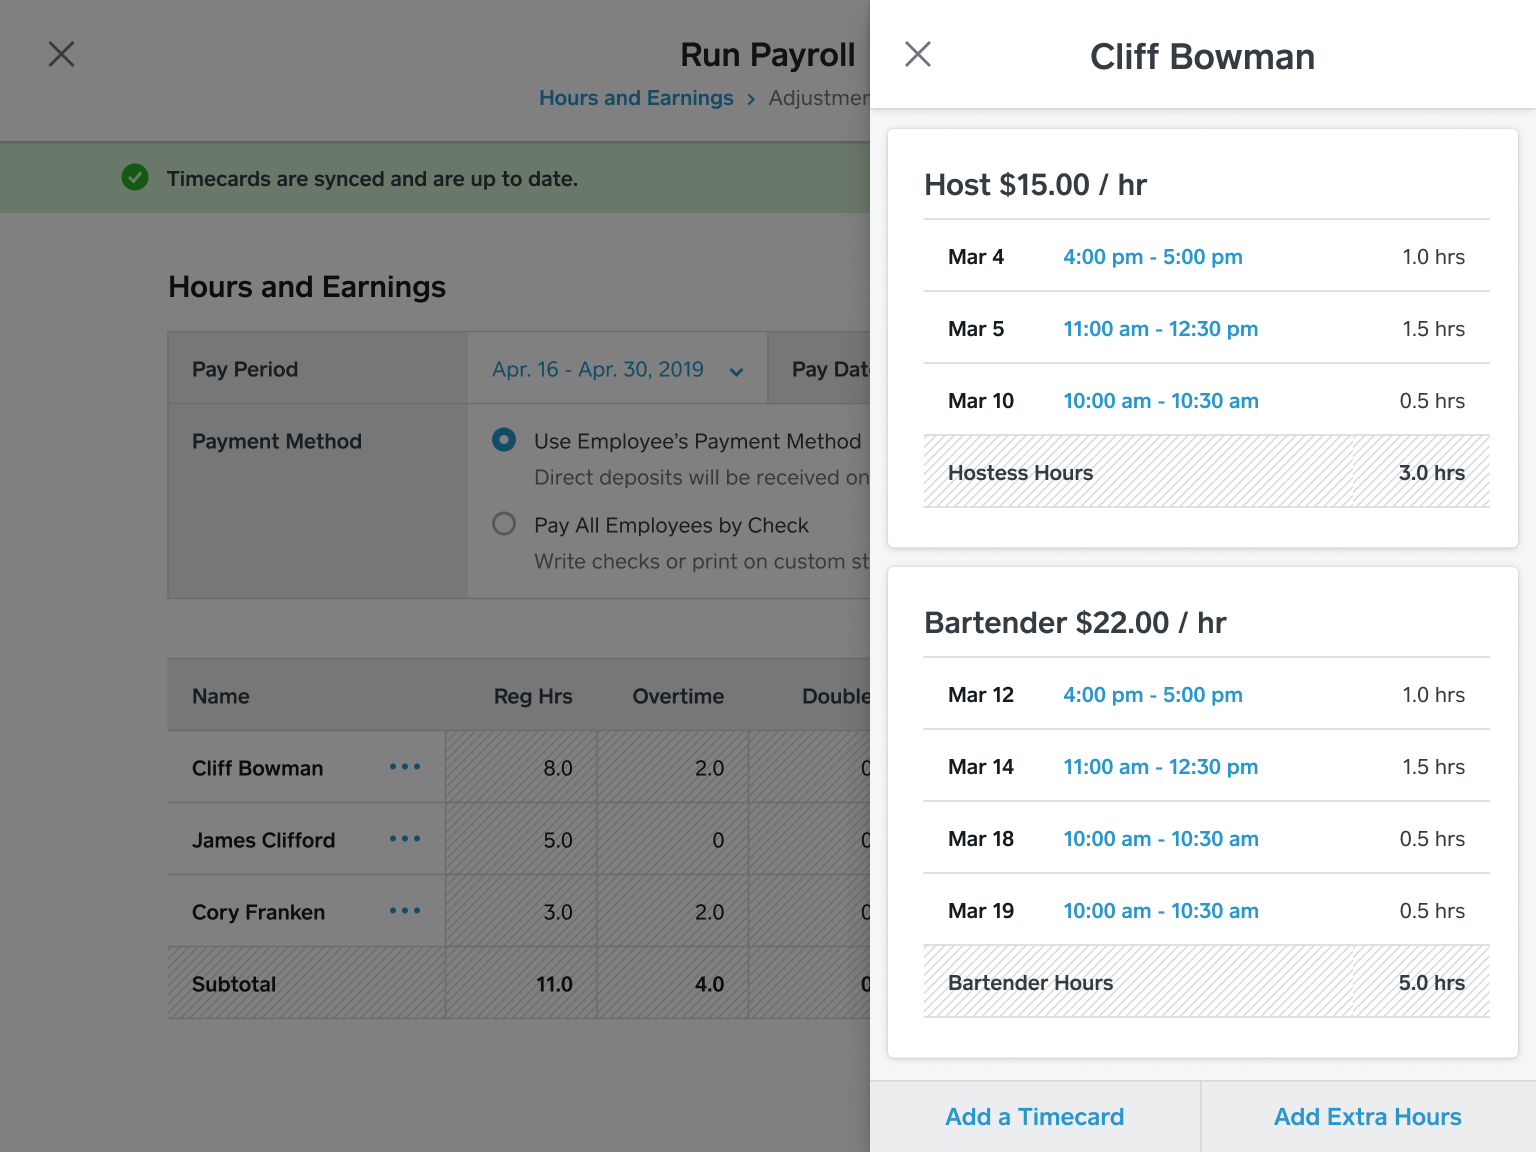 Run Payroll
Hours and Earnings > Adjustmen
Timecards are synced and are up to date.
Hours and Earnings
Pay Period Apr. 16 - Apr. 30, 2019 Pay Dat
Payment Method Use Employee's Payment Method
Direct deposits will be received on
Pay All Employees by Check
Write checks or print on custom st
Name Reg Hrs Overtime Double
Cliff Bowman ••• 8.0 2.0 0
James Clifford ••• 5.0 0 0
Cory Franken ••• 3.0 2.0 0
Subtotal 11.0 4.0 0
Cliff Bowman
Host $15.00 / hr
Mar 4 4:00 pm - 5:00 pm 1.0 hrs
Mar 5 11:00 am - 12:30 pm 1.5 hrs
Mar 10 10:00 am - 10:30 am 0.5 hrs
Hostess Hours 3.0 hrs
Bartender $22.00 / hr
Mar 12 4:00 pm - 5:00 pm 1.0 hrs
Mar 14 11:00 am - 12:30 pm 1.5 hrs
Mar 18 10:00 am - 10:30 am 0.5 hrs
Mar 19 10:00 am - 10:30 am 0.5 hrs
Bartender Hours 5.0 hrs
Add a Timecard Add Extra Hours